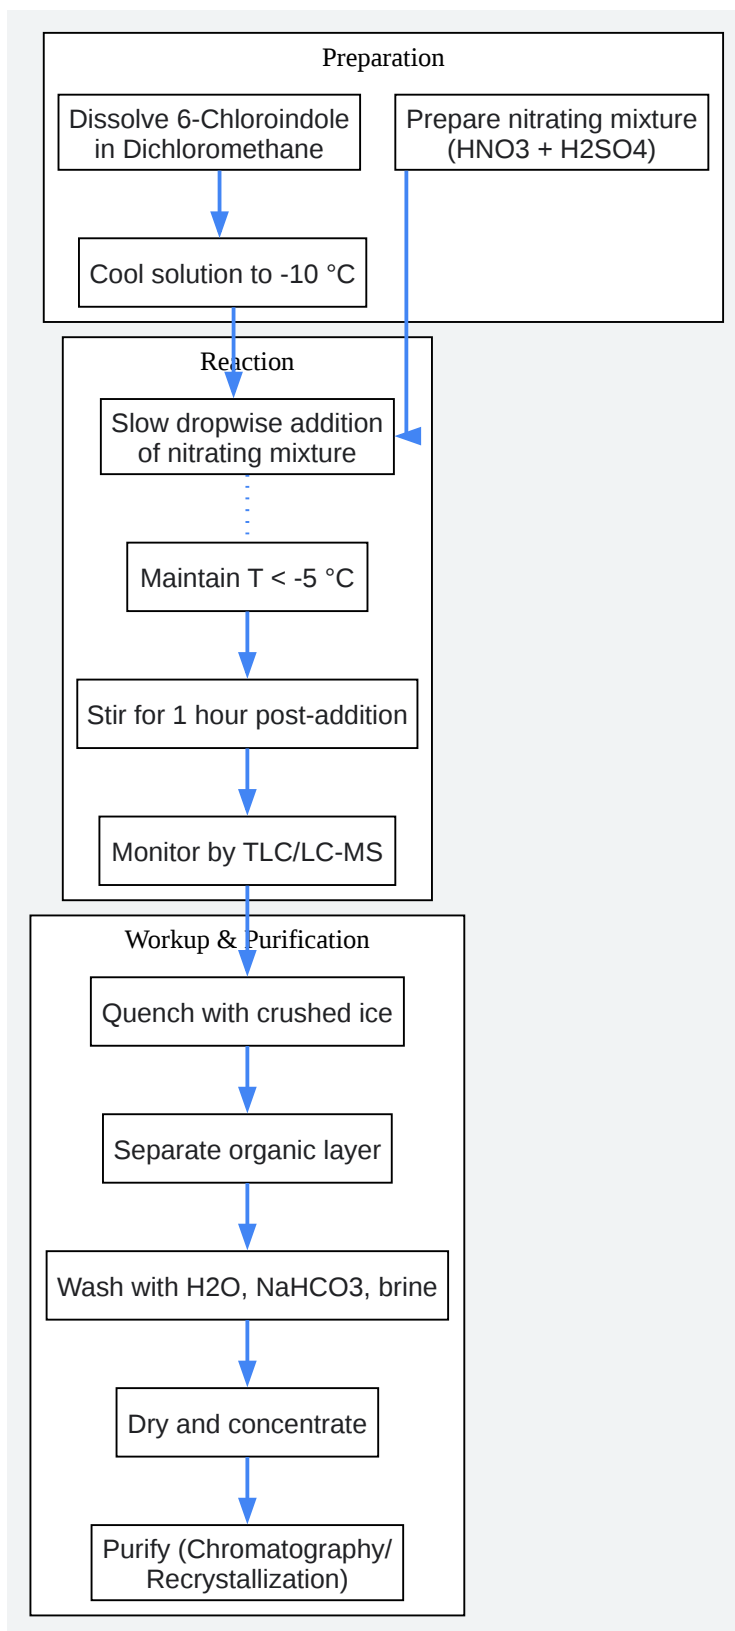 Preparation
Dissolve 6-Chloroindole
in Dichloromethane
Prepare nitrating mixture
(HNO3 + H2SO4)
Cool solution to -10 °C
Reaction
Slow dropwise addition
of nitrating mixture
Maintain T < -5 °C
Stir for 1 hour post-addition
Monitor by TLC/LC-MS
Workup & Purification
Quench with crushed ice
Separate organic layer
Wash with H2O, NaHCO3, brine
Dry and concentrate
Purify (Chromatography/
Recrystallization)